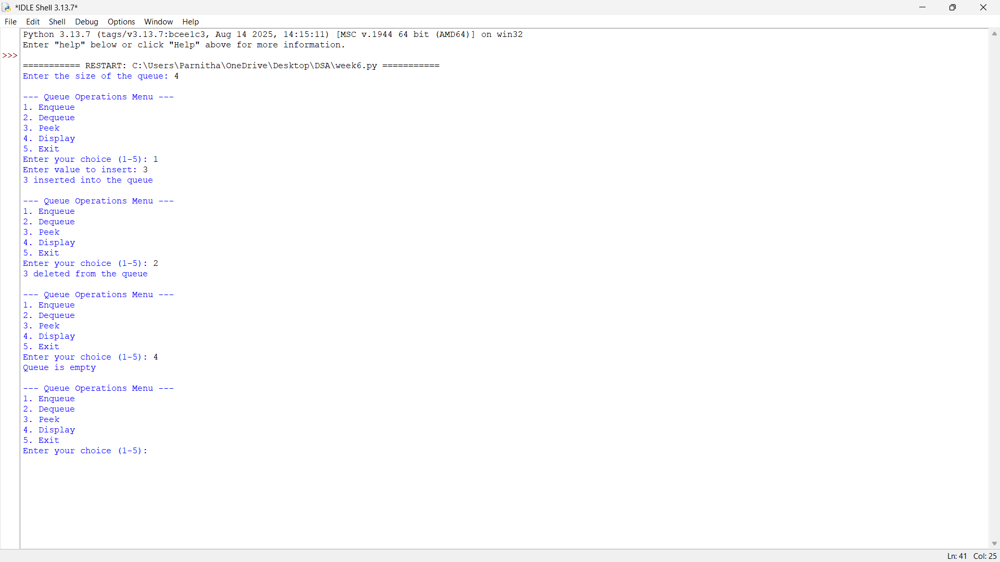 *IDLE Shell 3.13.7*
File Edit Shell Debug Options Window Help
Python 3.13.7 (tags/v3.13.7:bcee1c3, Aug 14 2025, 14:15:11) [MSC v.1944 64 bit (AMD64)] on win32
Enter "help" below or click "Help" above for more information.
>>>
=========== RESTART: C:\Users\Parnitha\OneDrive\Desktop\DSA\week6.py ===========
Enter the size of the queue: 4
--- Queue Operations Menu ---
1. Enqueue
2. Dequeue
3. Peek
4. Display
5. Exit
Enter your choice (1-5): 1
Enter value to insert: 3
3 inserted into the queue
--- Queue Operations Menu ---
1. Enqueue
2. Dequeue
3. Peek
4. Display
5. Exit
Enter your choice (1-5): 2
3 deleted from the queue
--- Queue Operations Menu ---
1. Enqueue
2. Dequeue
3. Peek
4. Display
5. Exit
Enter your choice (1-5): 4
Queue is empty
--- Queue Operations Menu ---
1. Enqueue
2. Dequeue
3. Peek
4. Display
5. Exit
Enter your choice (1-5):
Ln: 41 Col: 25